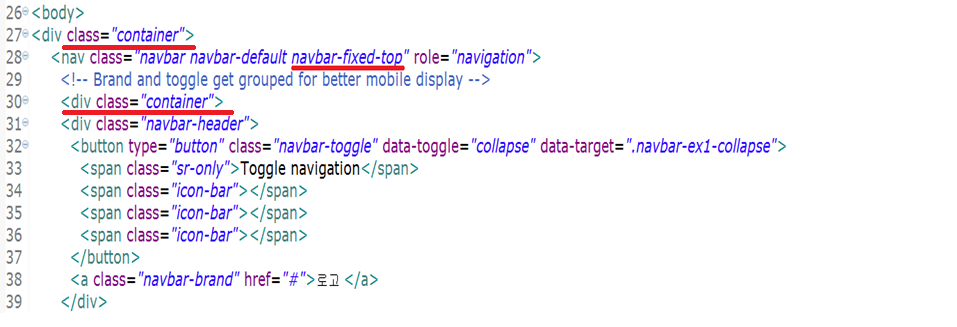 26 <body>
27 <div class="container">
28 <nav class="navbar navbar-default navbar-fixed-top" role="navigation">
29 <!-- Brand and toggle get grouped for better mobile display -->
30 <div class="container">
31 <div class="navbar-header">
32 <button type="button" class="navbar-toggle" data-toggle="collapse" data-target=".navbar-ex1-collapse">
33 <span class="sr-only">Toggle navigation</span>
34 <span class="icon-bar"></span>
35 <span class="icon-bar"></span>
36 <span class="icon-bar"></span>
37 </button>
38 <a class="navbar-brand" href="#">로고 </a>
39 </div>